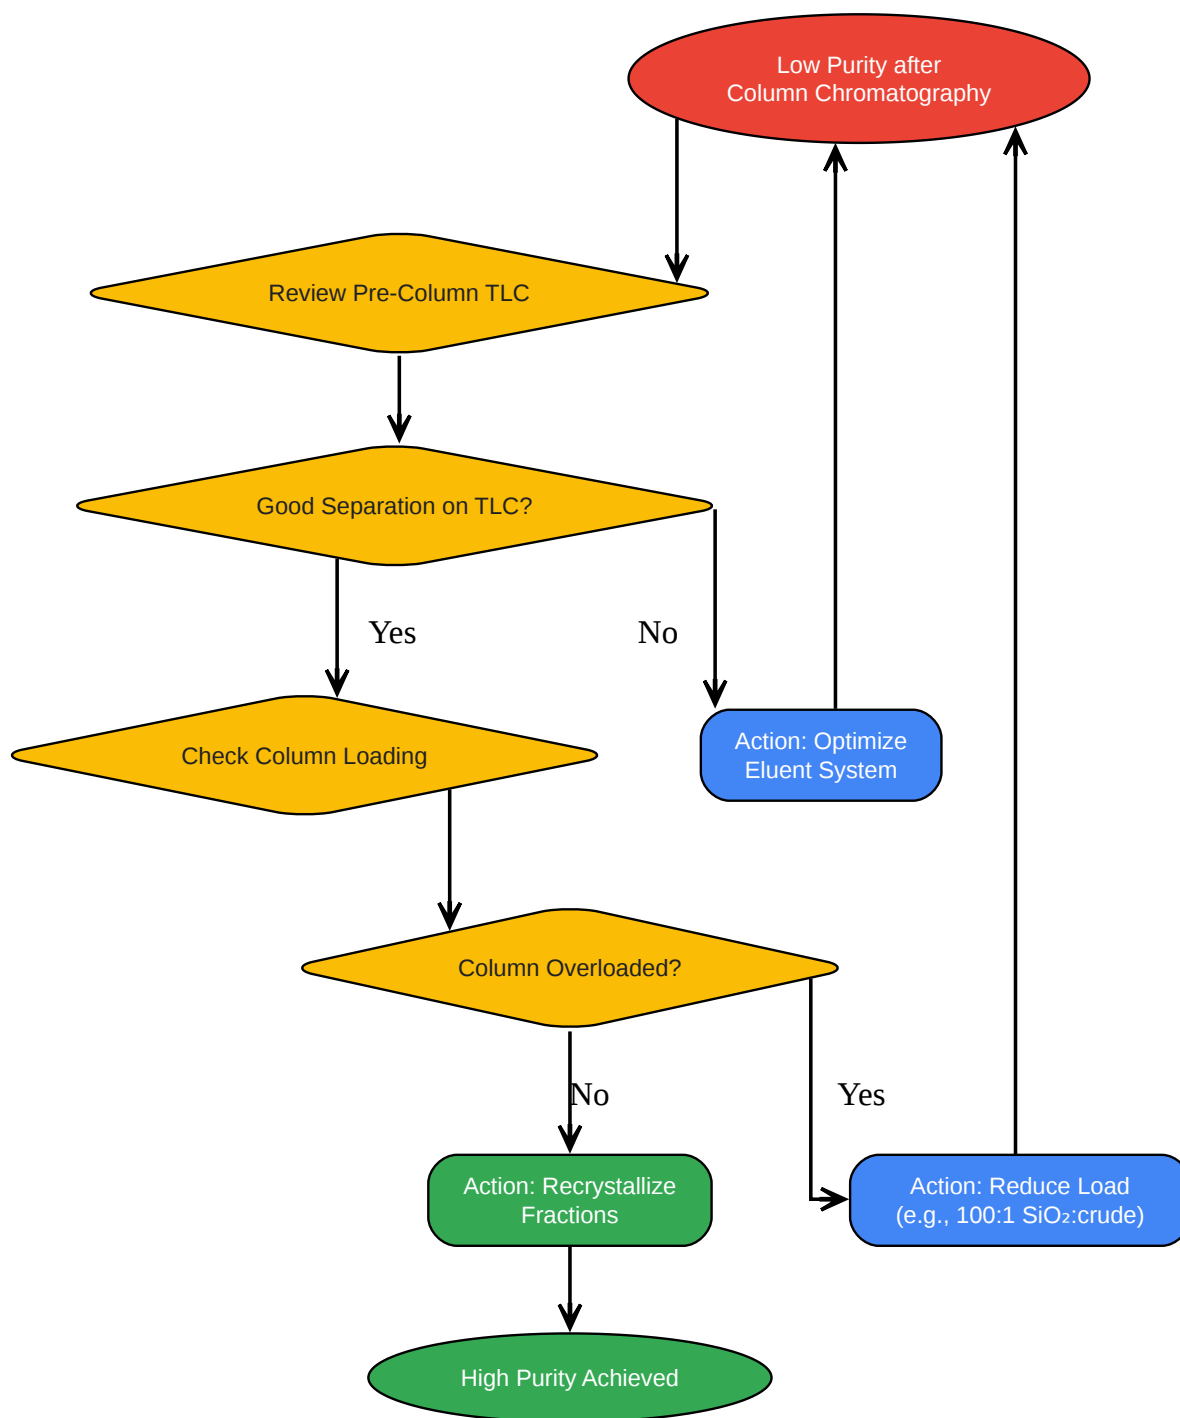 Low Purity after
Column Chromatography
Review Pre-Column TLC
Good Separation on TLC?
Yes
No
Check Column Loading
Action: Optimize
Eluent System
Column Overloaded?
No
Yes
Action: Recrystallize
Fractions
Action: Reduce Load
(e.g., 100:1 SiO₂:crude)
High Purity Achieved